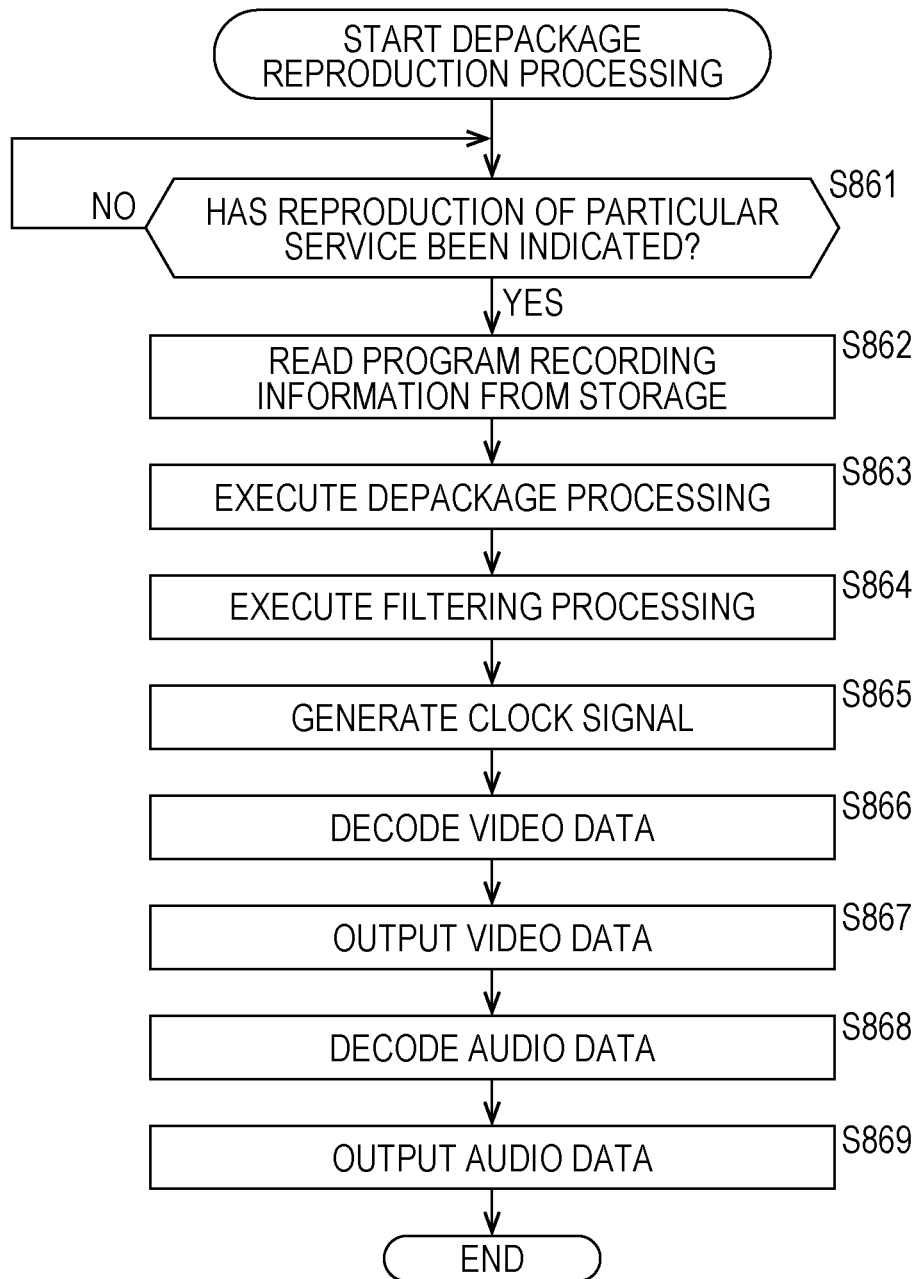 START DEPACKAGE
REPRODUCTION PROCESSING
S861
NO
HAS REPRODUCTION OF PARTICULAR
SERVICE BEEN INDICATED?
YES
S862
READ PROGRAM RECORDING
INFORMATION FROM STORAGE
S863
EXECUTE DEPACKAGE PROCESSING
S864
EXECUTE FILTERING PROCESSING
S865
GENERATE CLOCK SIGNAL
S866
DECODE VIDEO DATA
S867
OUTPUT VIDEO DATA
S868
DECODE AUDIO DATA
S869
OUTPUT AUDIO DATA
END